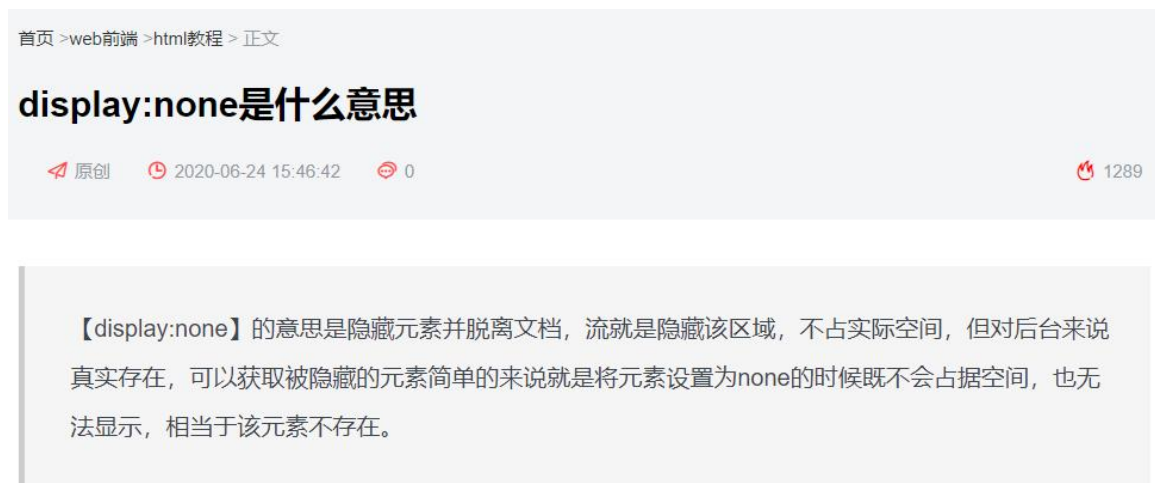 首页 >web前端 >html教程 > 正文
display:none是什么意思
原创 2020-06-24 15:46:42 0 1289
【display:none】的意思是隐藏元素并脱离文档，流就是隐藏该区域，不占实际空间，但对后台来说
真实存在，可以获取被隐藏的元素简单的来说就是将元素设置为none的时候既不会占据空间，也无
法显示，相当于该元素不存在。